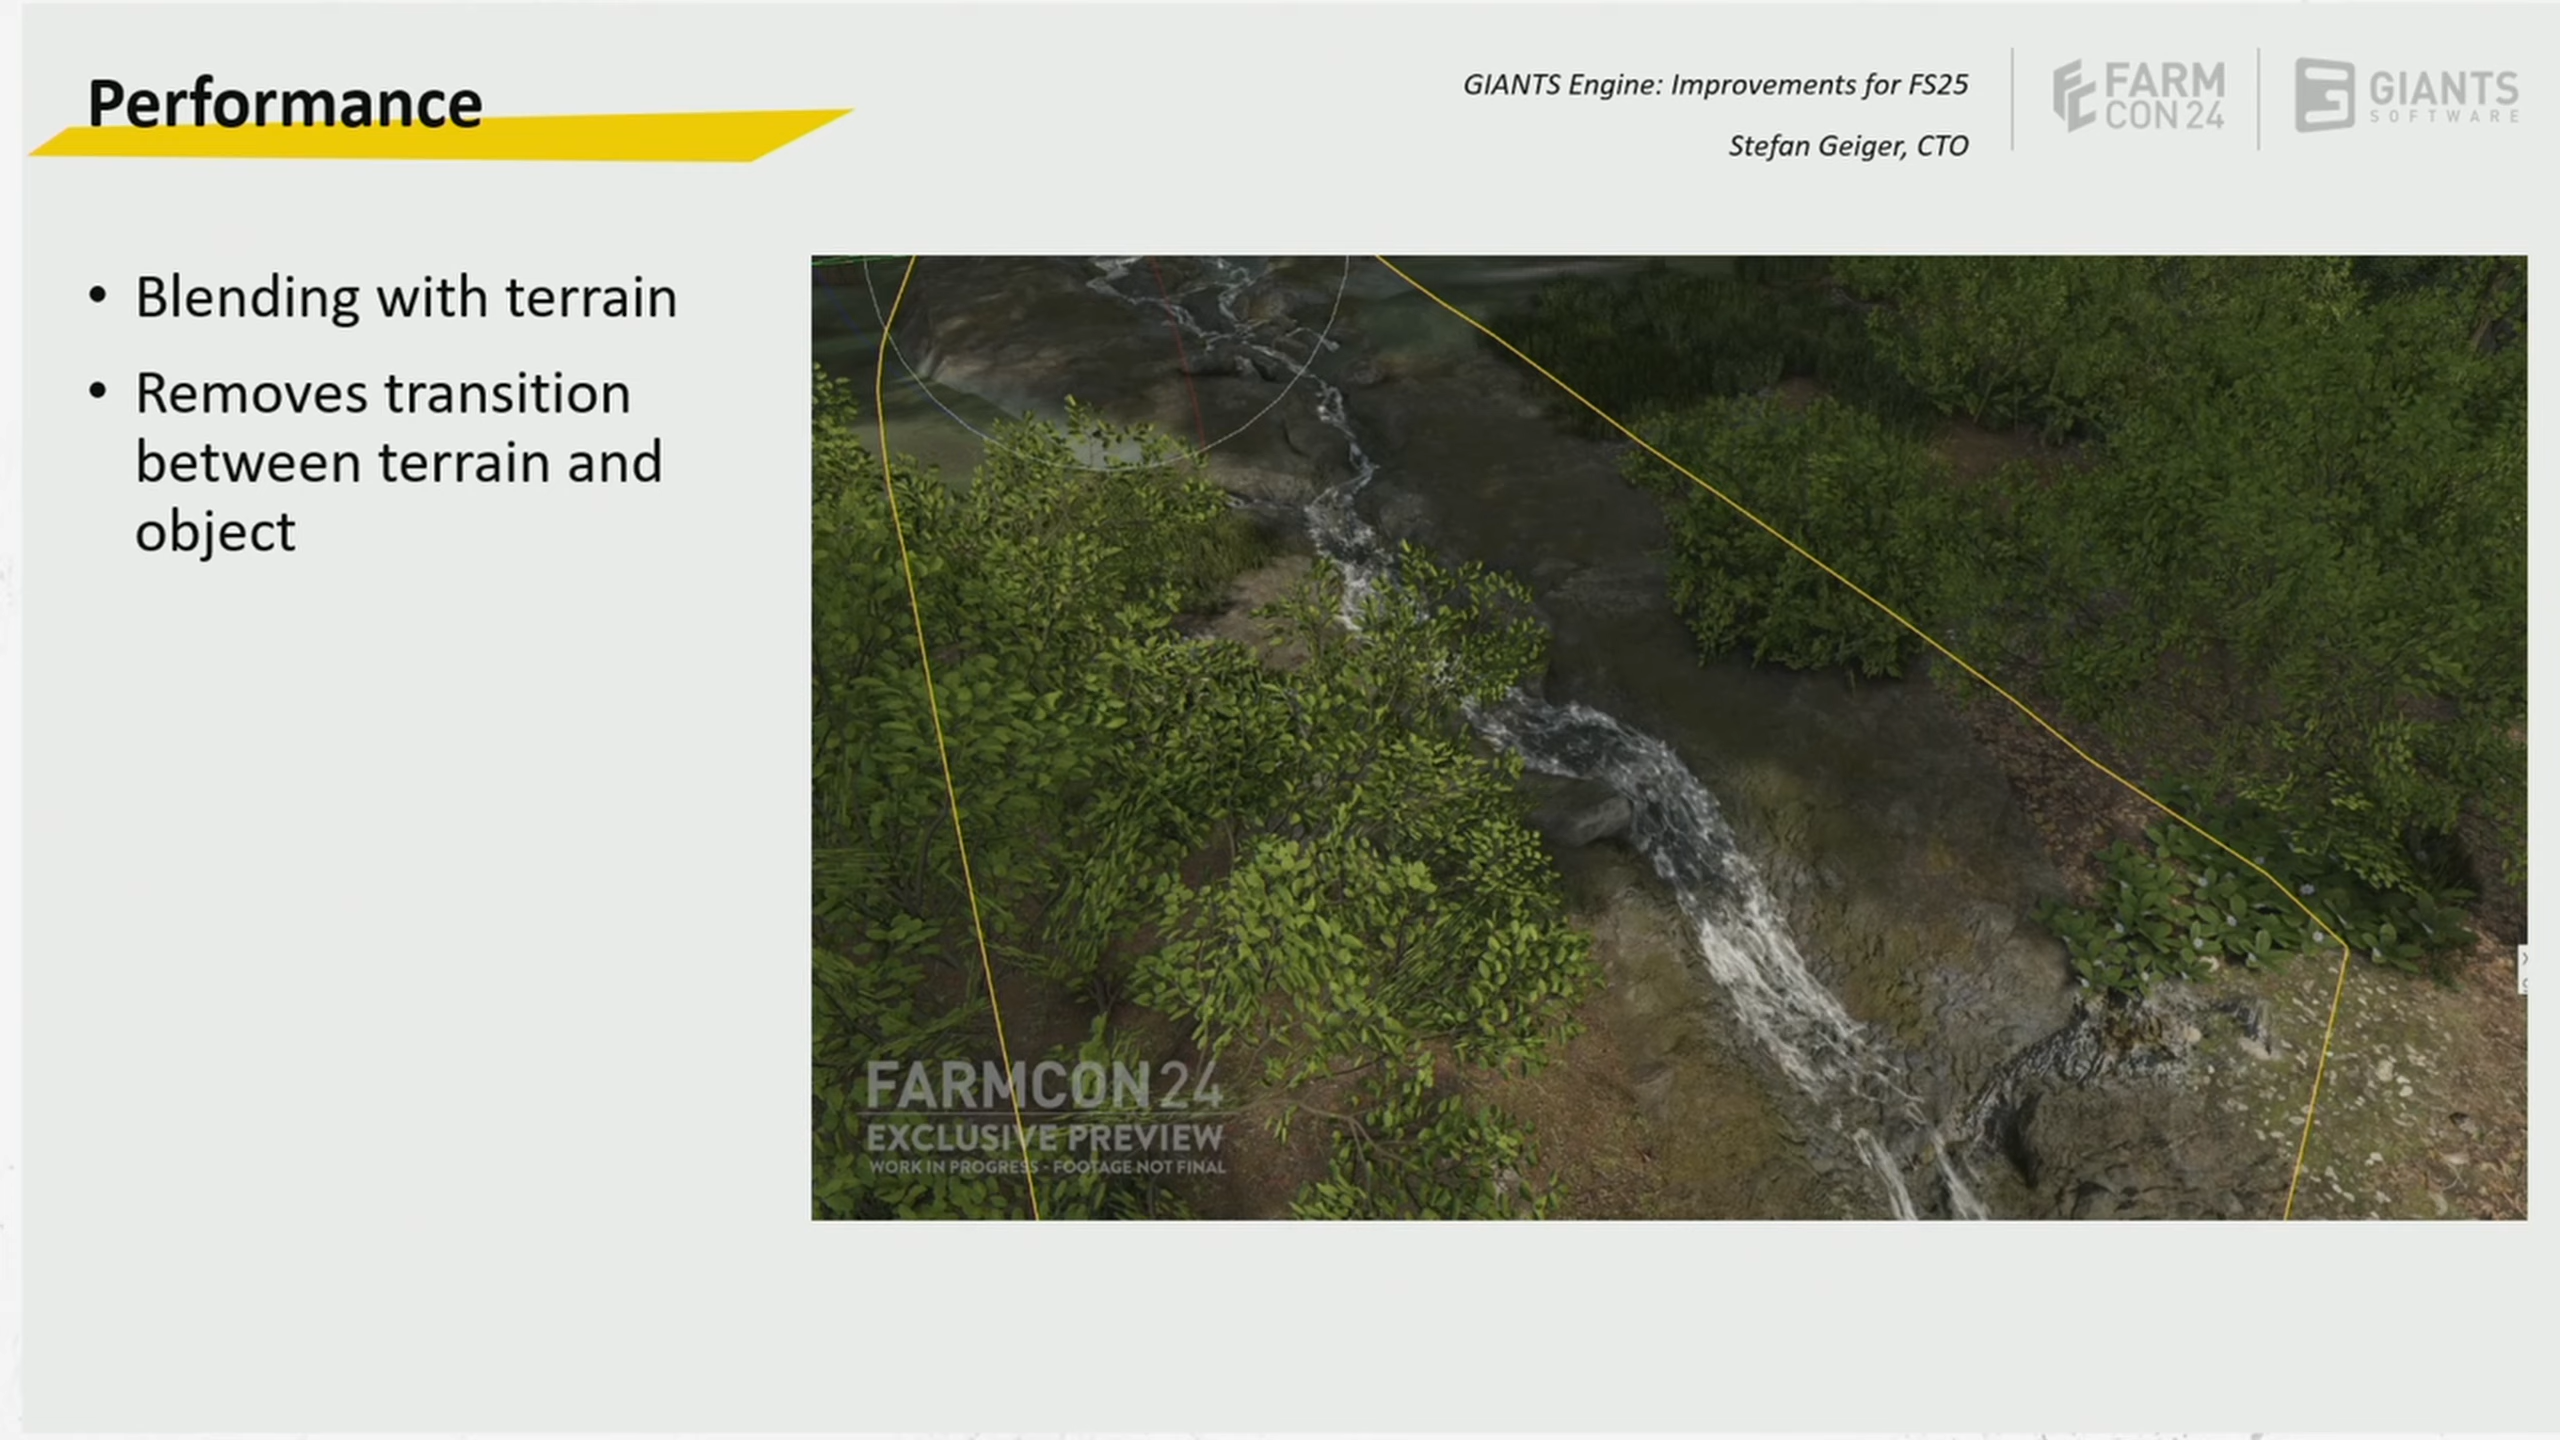 Performance
GIANTS Engine: Improvements for FS25
Stefan Geiger, CTO
FARM
CON 24
GIANTS
SOFTWARE
• Blending with terrain
• Removes transition
between terrain and
object
FARMCON 24
EXCLUSIVE PREVIEW
WORK IN PROGRESS - FOOTAGE NOT FINAL